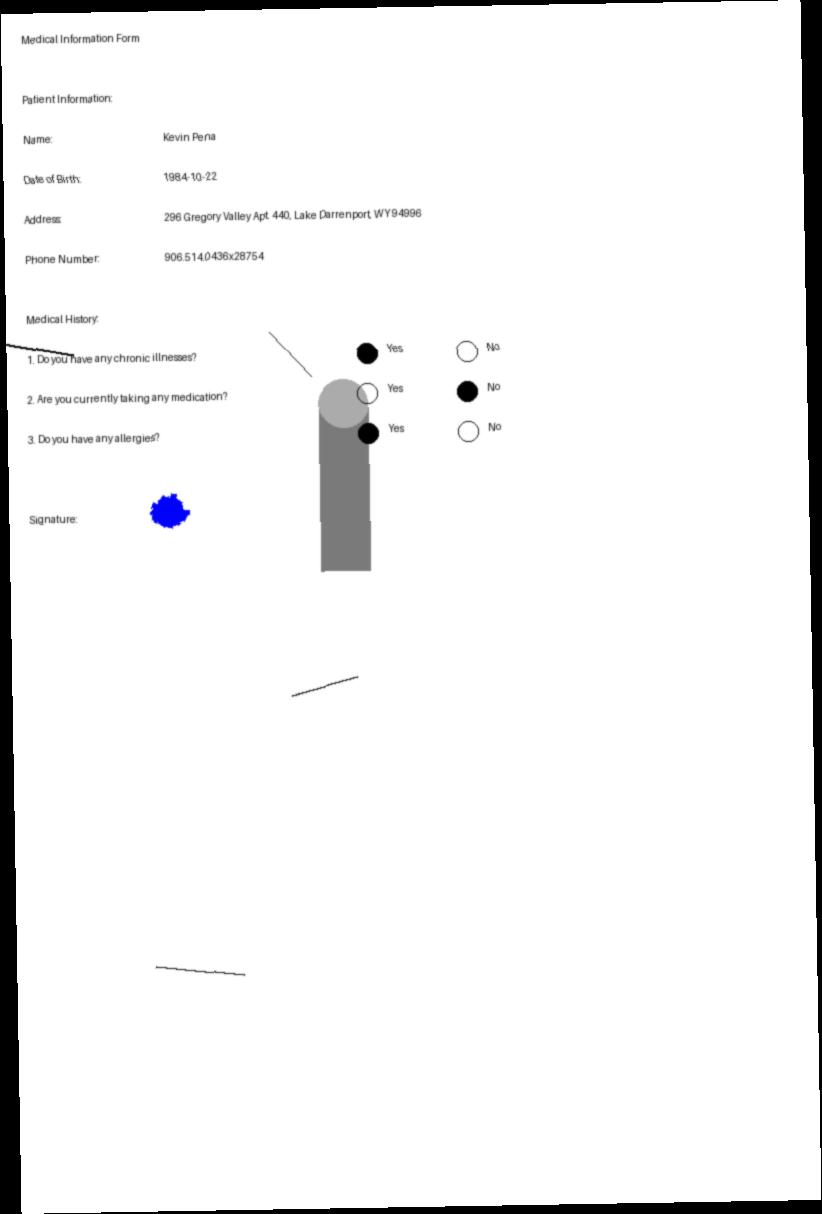 Medical Information Form
Patient Information:
Name: Kevin Pena
Date of Birth: 1984-10-22
Address: 296 Gregory Valley Apt. 440, Lake Darrenport, WY 94996
Phone Number: 906.514.0436x28754
Medical History:
1. Do you have any chronic illnesses? Yes No
2. Are you currently taking any medication? Yes No
3. Do you have any allergies? Yes No
Signature: